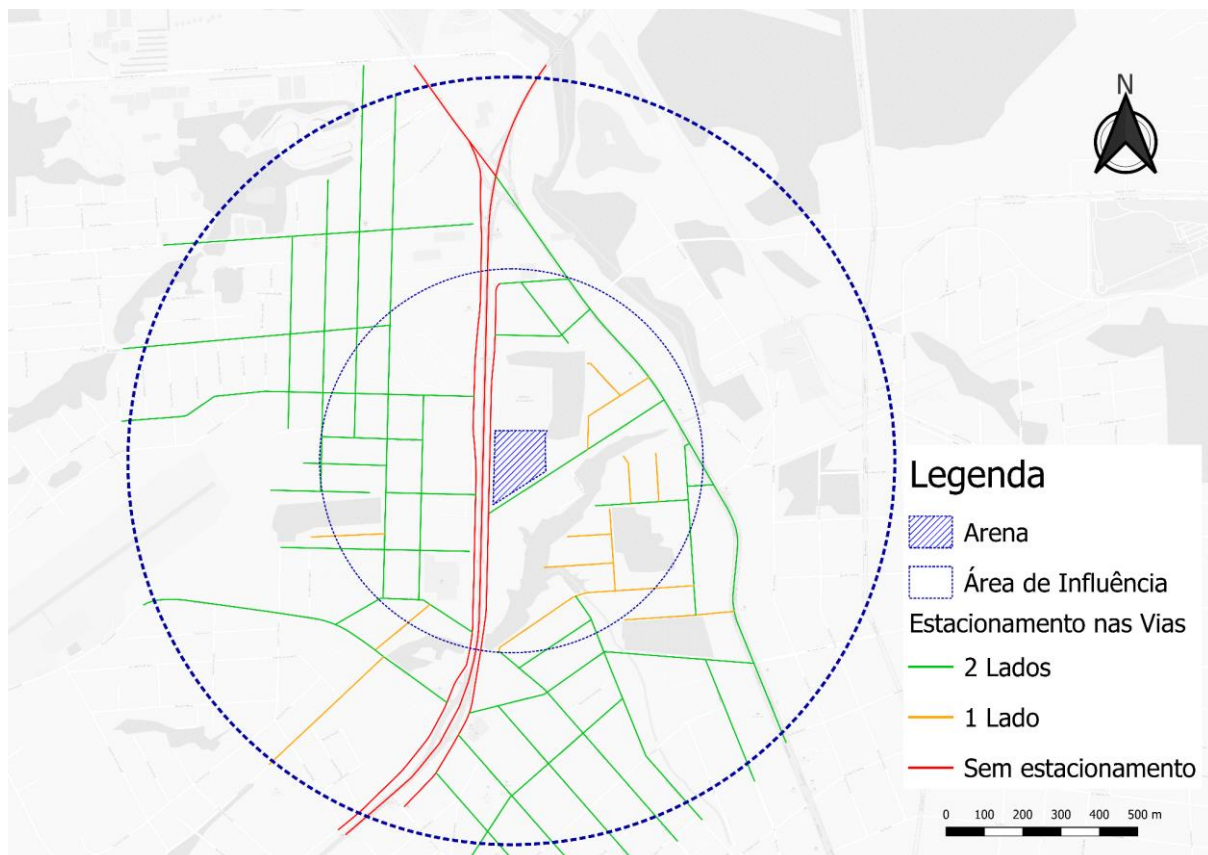 N
Legenda
Arena
Área de Influência
Estacionamento nas Vias
2 Lados
1 Lado
Sem estacionamento
0 100 200 300 400 500 m